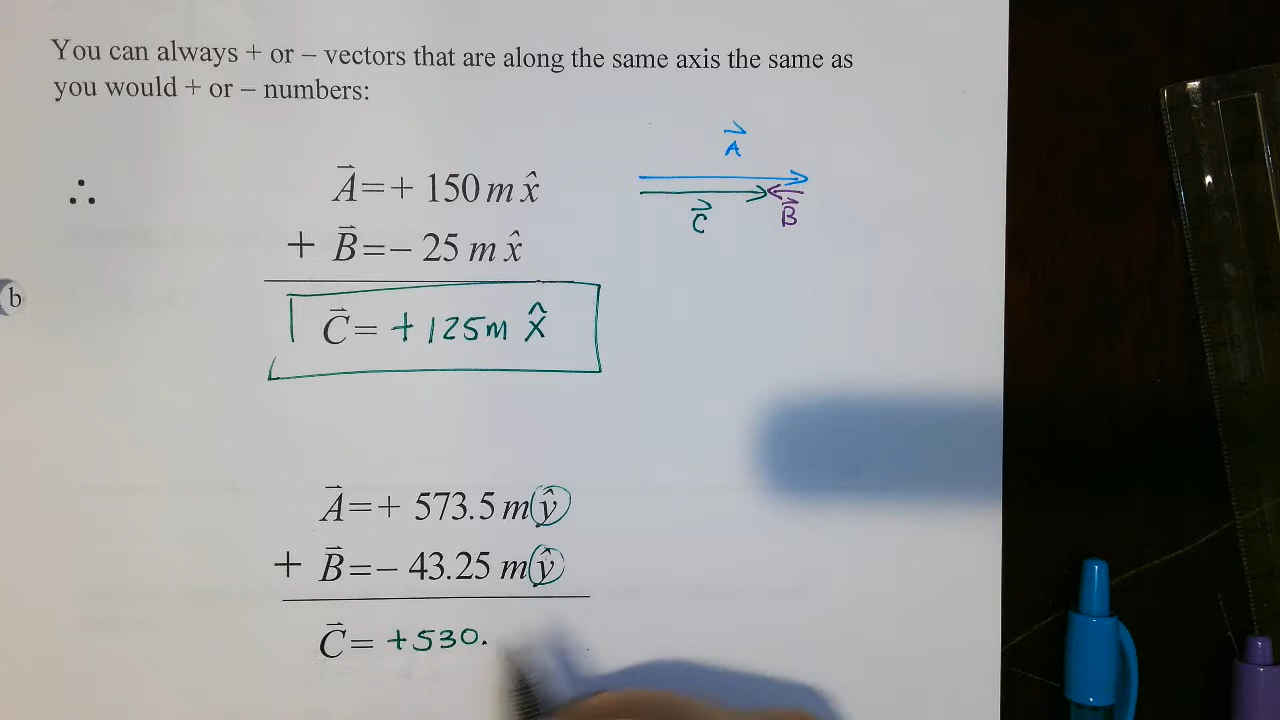 You can always + or – vectors that are along the same axis the same as
you would + or – numbers:
A⃗
∴ A⃗=+ 150 m x̂
C⃗ B⃗
+ B⃗=– 25 m x̂
b
C⃗= +125m x̂
A⃗=+ 573.5 m ŷ
+ B⃗=– 43.25 m ŷ
C⃗= +530.